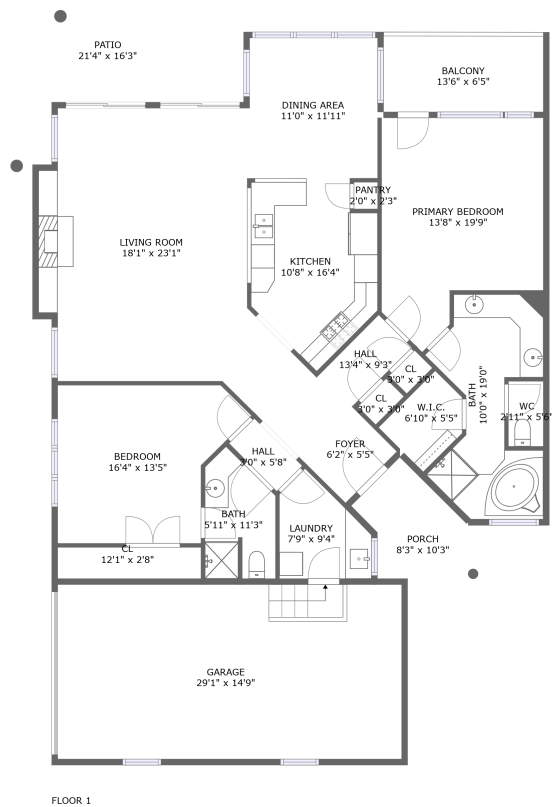 PATIO
21'4" x 16'3"
BALCONY
13'6" x 6'5"
DINING AREA
11'0" x 11'11"
PANTRY
2'0" x 2'3"
PRIMARY BEDROOM
13'8" x 19'9"
LIVING ROOM
18'1" x 23'1"
KITCHEN
10'8" x 16'4"
HALL
13'4" x 9'3"
CL
3'0" x 3'0"
CL
3'0" x 3'0"
W.I.C.
6'10" x 5'5"
BATH
10'0" x 19'0"
WC
2'11" x 5'6"
FOYER
6'2" x 5'5"
HALL
3'0" x 5'8"
BEDROOM
16'4" x 13'5"
BATH
5'11" x 11'3"
LAUNDRY
7'9" x 9'4"
PORCH
8'3" x 10'3"
CL
12'1" x 2'8"
GARAGE
29'1" x 14'9"
FLOOR 1